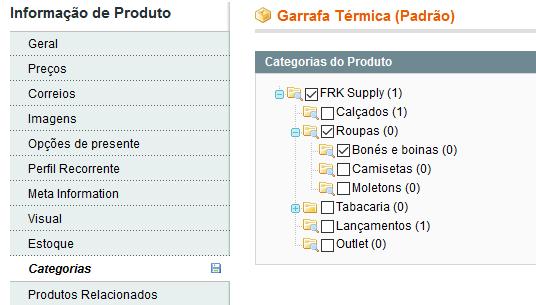 Informação de Produto
Geral
Preços
Correios
Imagens
Opções de presente
Perfil Recorrente
Meta Information
Visual
Estoque
Categorias
Produtos Relacionados
Garrafa Térmica (Padrão)
Categorias do Produto
FRK Supply (1)
Calçados (1)
Roupas (0)
Bonés e boinas (0)
Camisetas (0)
Moletons (0)
Tabacaria (0)
Lançamentos (0)
Outlet (0)